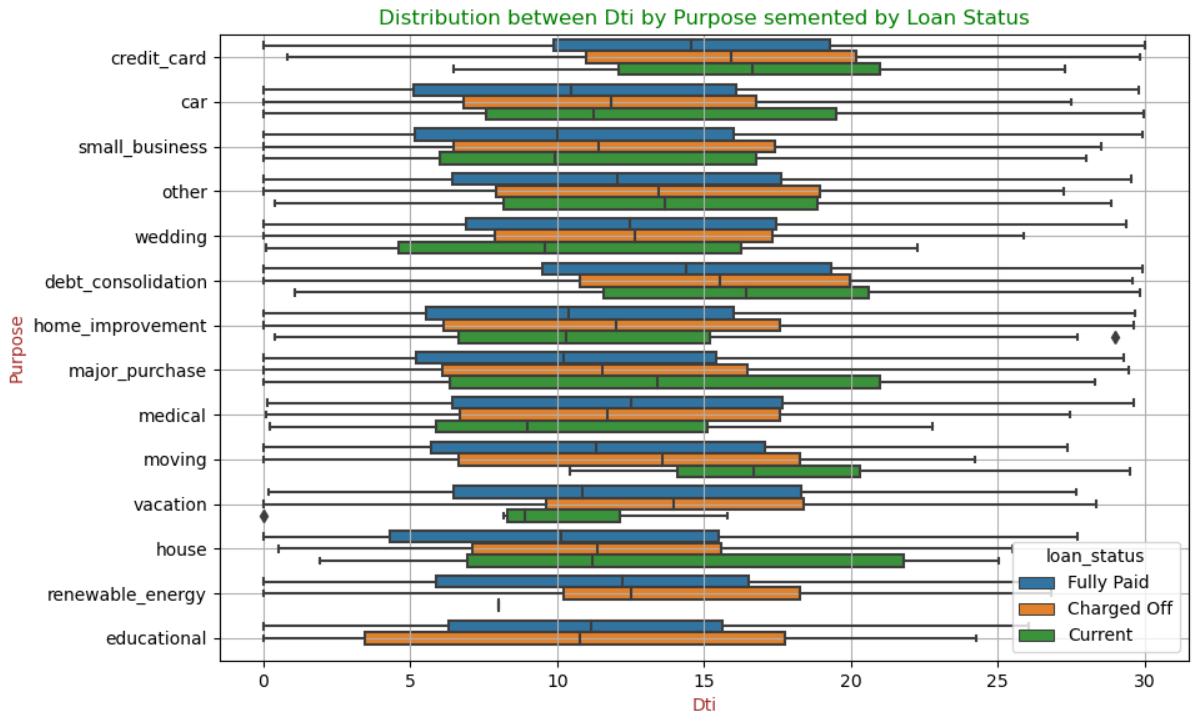 Distribution between Dti by Purpose semented by Loan Status
Purpose
credit_card
car
small_business
other
wedding
debt_consolidation
home_improvement
major_purchase
medical
moving
vacation
house
renewable_energy
educational
loan_status
Fully Paid
Charged Off
Current
0 5 10 15 20 25 30
Dti